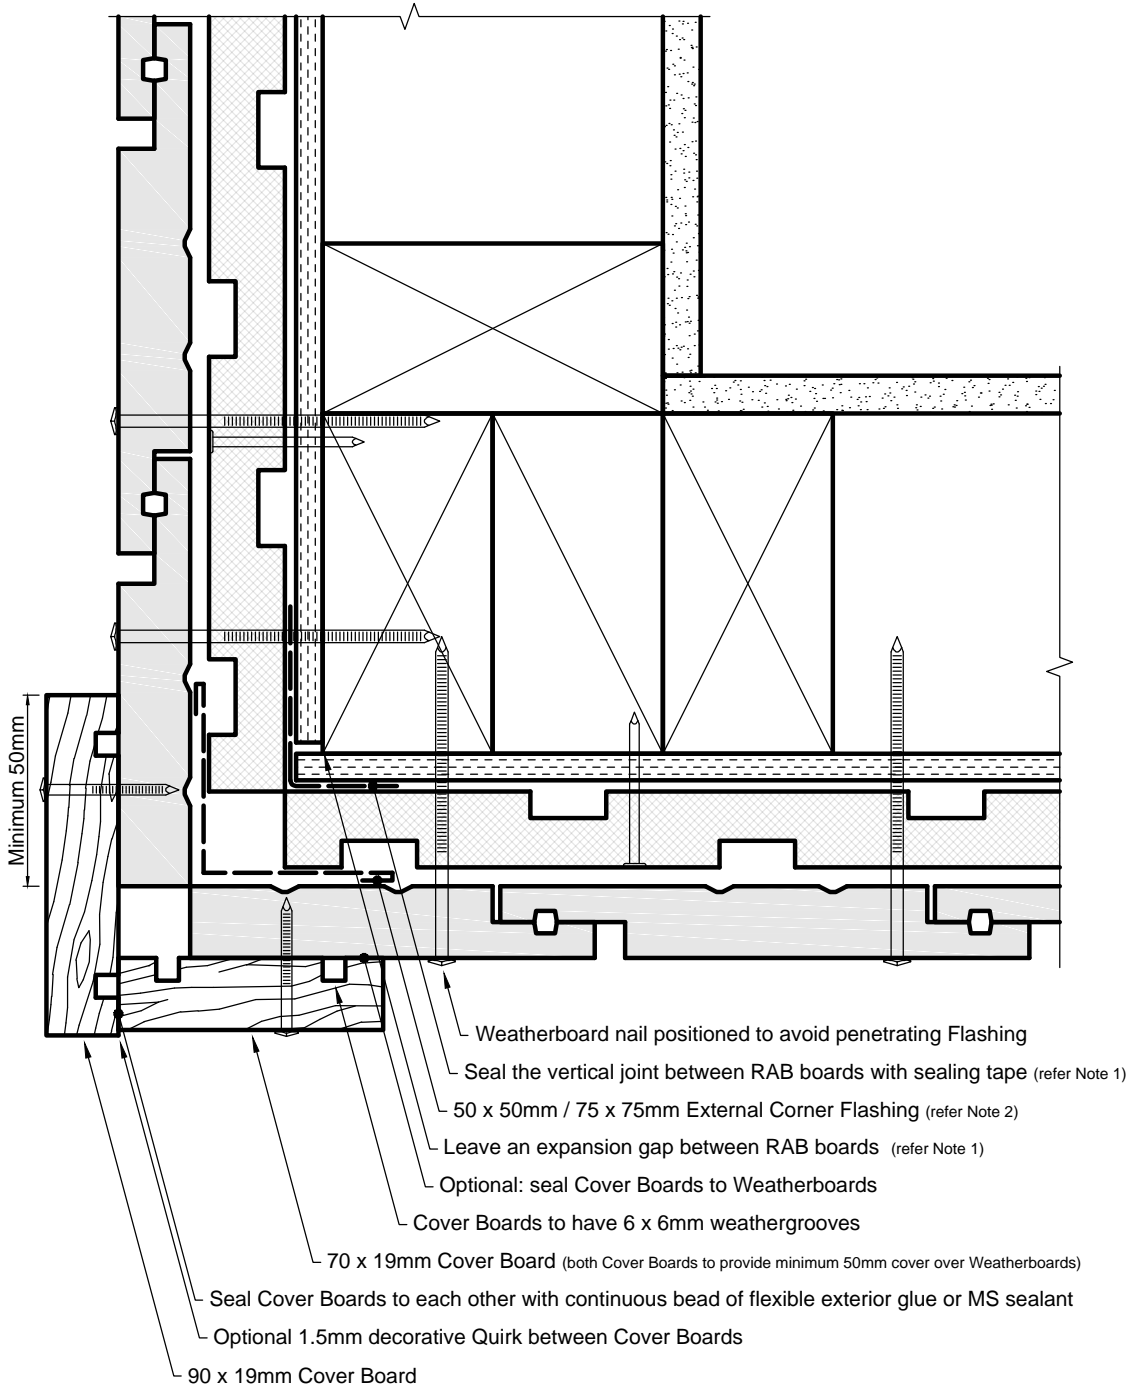 Minimum 50mm
Weatherboard nail positioned to avoid penetrating Flashing
Seal the vertical joint between RAB boards with sealing tape (refer Note 1)
50 x 50mm / 75 x 75mm External Corner Flashing (refer Note 2)
Leave an expansion gap between RAB boards (refer Note 1)
Optional: seal Cover Boards to Weatherboards
Cover Boards to have 6 x 6mm weathergrooves
70 x 19mm Cover Board (both Cover Boards to provide minimum 50mm cover over Weatherboards)
Seal Cover Boards to each other with continuous bead of flexible exterior glue or MS sealant
Optional 1.5mm decorative Quirk between Cover Boards
90 x 19mm Cover Board